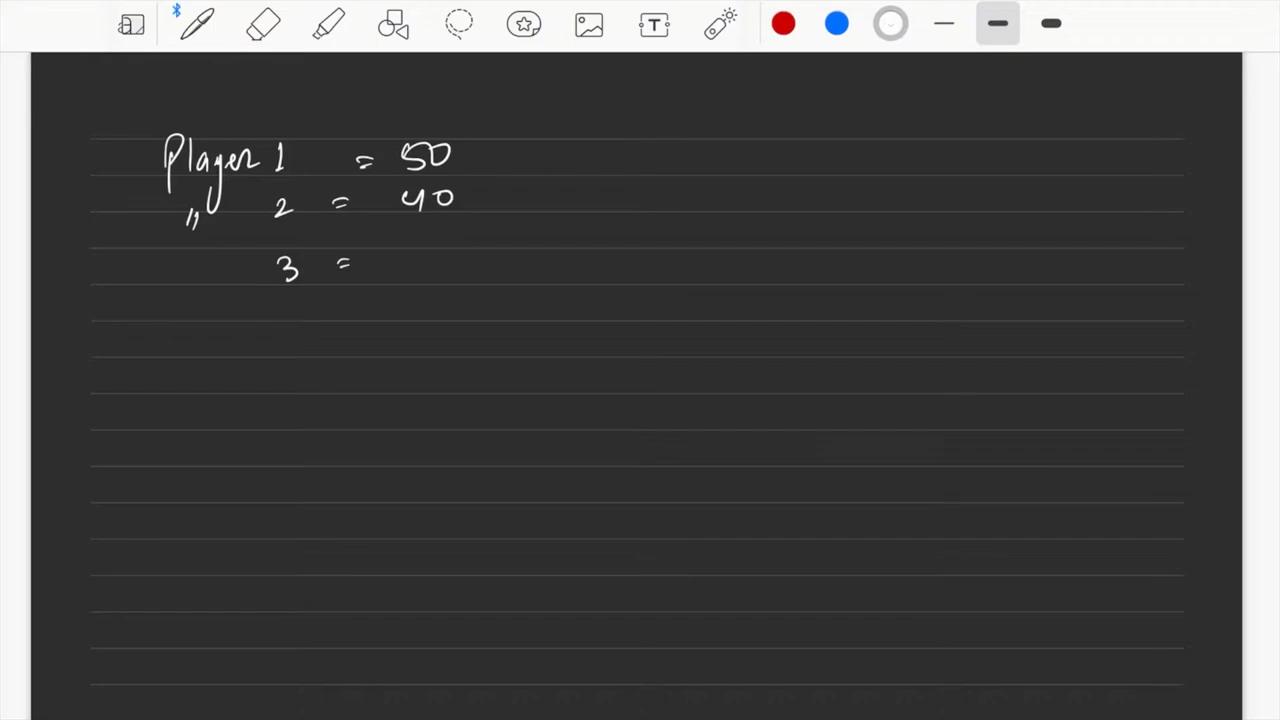 Player 1 = 50
" 2 = 40
3 =